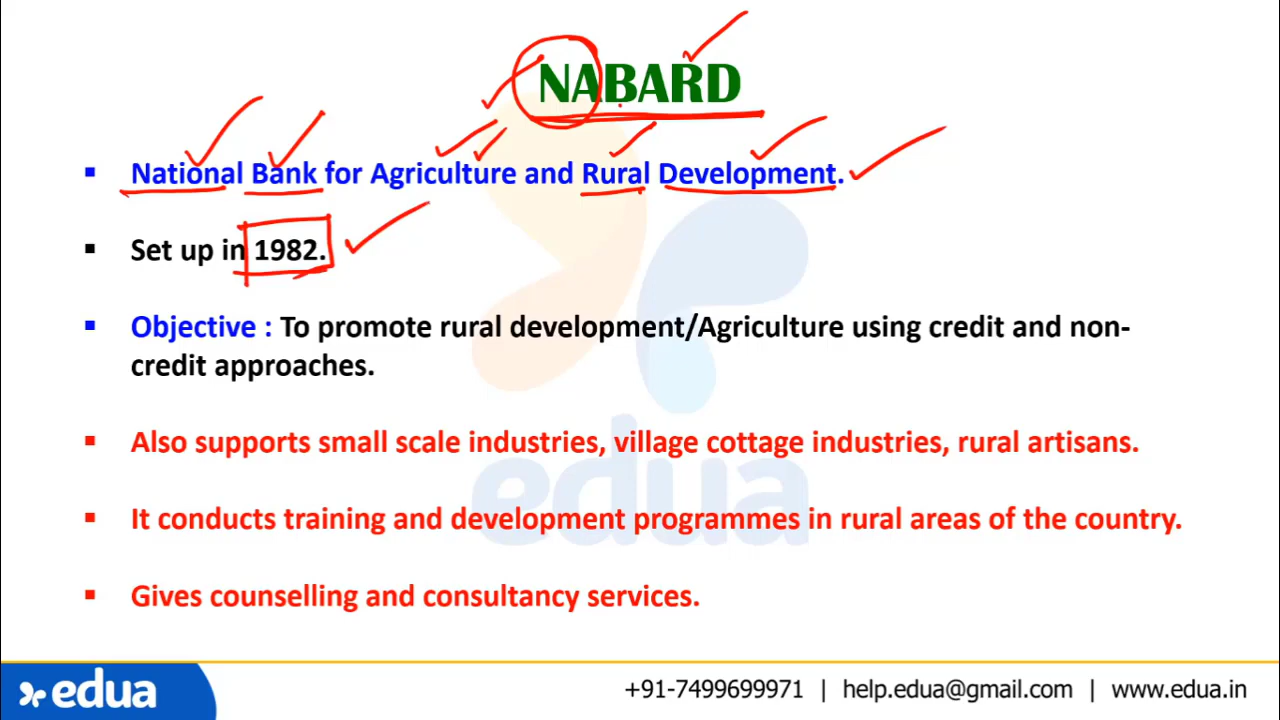 NABARD
▪ National Bank for Agriculture and Rural Development.
▪ Set up in 1982.
▪ Objective : To promote rural development/Agriculture using credit and non-
credit approaches.
▪ Also supports small scale industries, village cottage industries, rural artisans.
▪ It conducts training and development programmes in rural areas of the country.
▪ Gives counselling and consultancy services.
edua
edua
+91-7499699971 | help.edua@gmail.com | www.edua.in